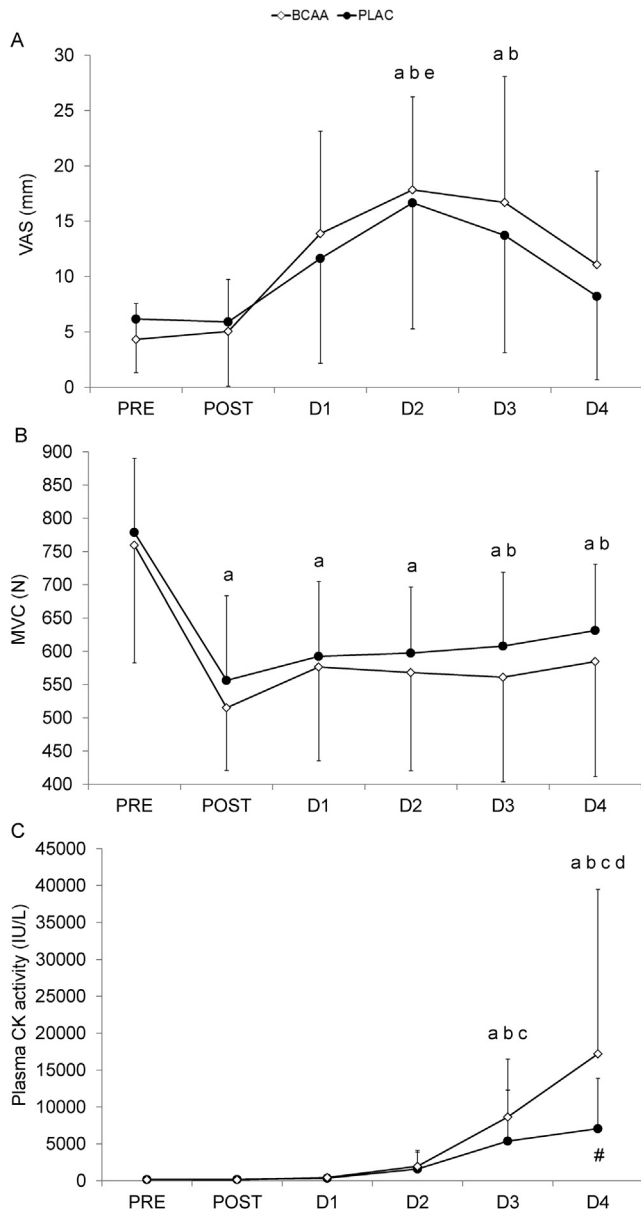 BCAA PLAC
A
30
a b e
a b
25
20
VAS (mm)
15
10
5
0
PRE POST D1 D2 D3 D4
B
900
850
800
750
a a a a b a b
700
MVC (N)
650
600
550
500
450
400
PRE POST D1 D2 D3 D4
C
45000
a b c d
40000
35000
30000
Plasma CK activity (IU/L)
25000
20000
a b c
15000
10000
5000
#
0
PRE POST D1 D2 D3 D4